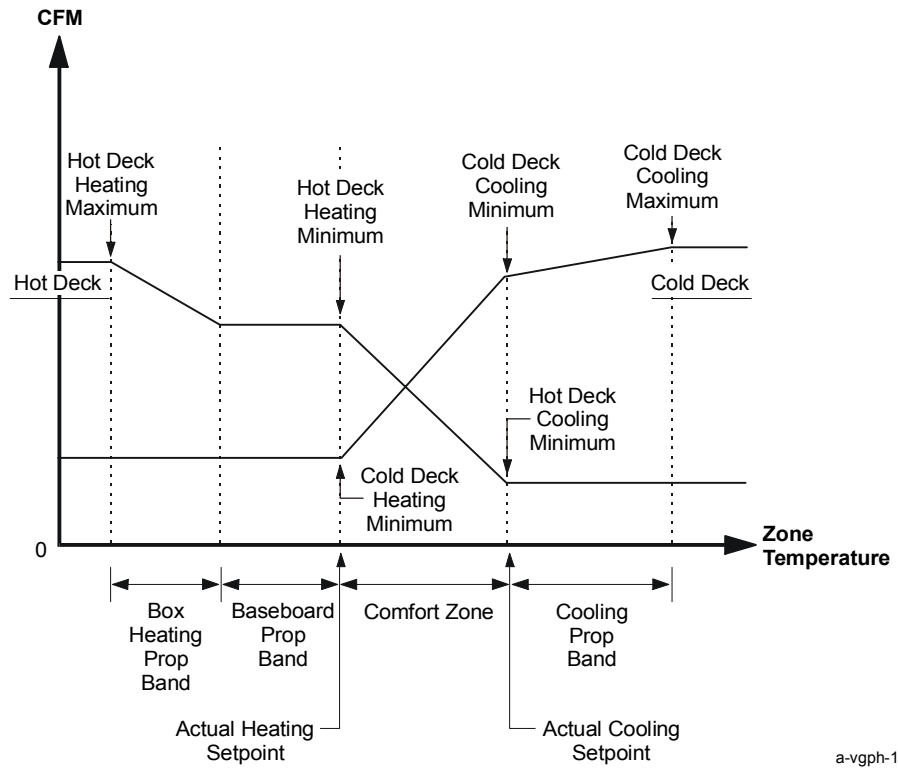 CFM
Hot Deck
Heating
Maximum
Hot Deck
Heating
Minimum
Cold Deck
Cooling
Minimum
Cold Deck
Cooling
Maximum
Hot Deck
Cold Deck
Hot Deck
Cooling
Minimum
Cold Deck
Heating
Minimum
0
Zone
Temperature
Box
Heating
Prop
Band
Baseboard
Prop
Band
Comfort Zone
Cooling
Prop
Band
Actual Heating
Setpoint
Actual Cooling
Setpoint
a-vgph-1